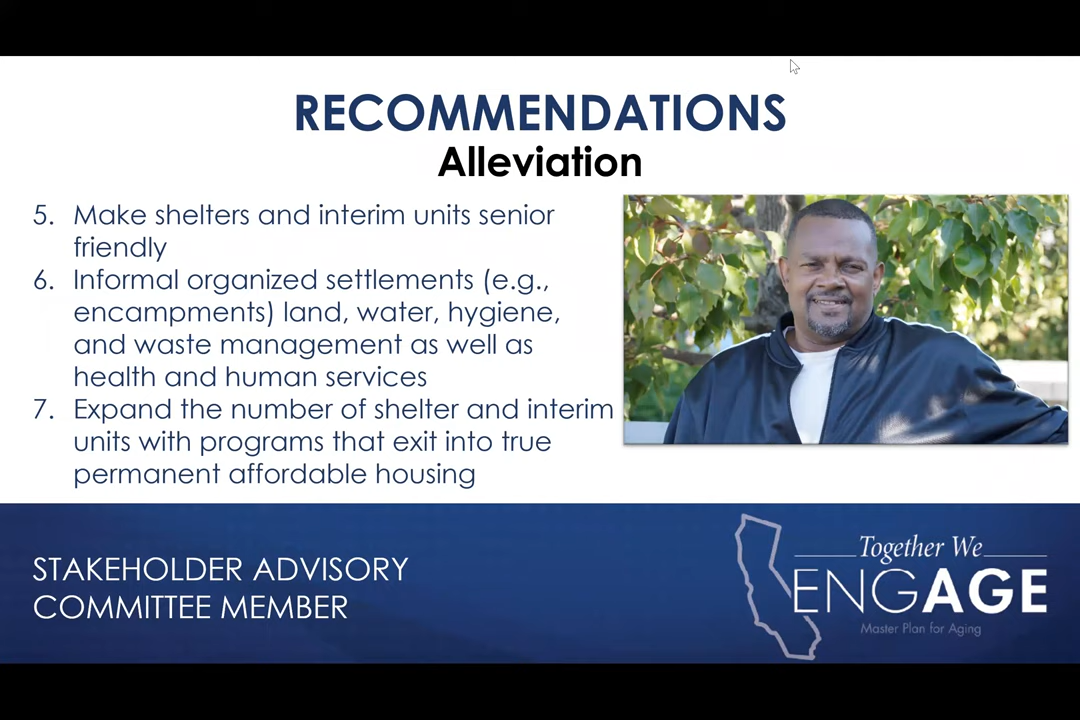 RECOMMENDATIONS
Alleviation
5. Make shelters and interim units senior
friendly
6. Informal organized settlements (e.g.,
encampments) land, water, hygiene,
and waste management as well as
health and human services
7. Expand the number of shelter and interim
units with programs that exit into true
permanent affordable housing
STAKEHOLDER ADVISORY
COMMITTEE MEMBER
Together We
ENGAGE
Master Plan for Aging